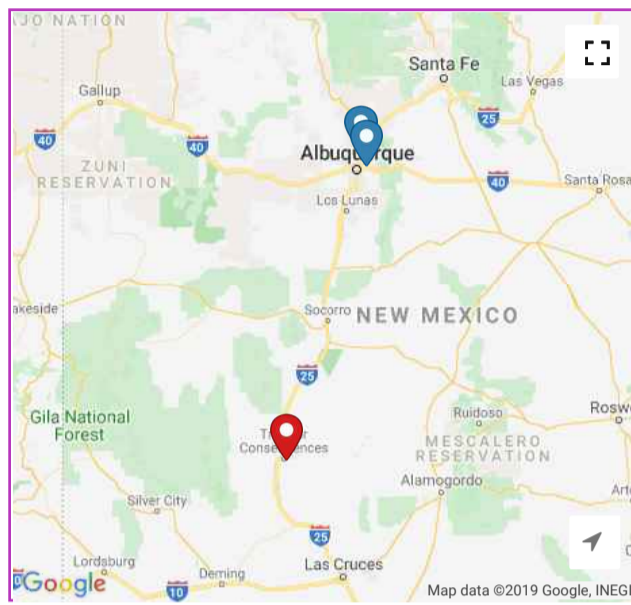 AJO NATION
Santa Fe
Gallup
Las Vegas
25
40
40
ZUNI
RESERVATION
Albuquerque
40
Santa Rosa
Los Lunas
akeside
Socorro
NEW MEXICO
25
Gila National
Forest
Ruidoso
Rosw
Consequences
MESCALERO
RESERVATION
Alamogordo
Arte
Silver City
25
Lordsburg
Las Cruces
Deming
10
Google
Map data ©2019 Google, INEGI